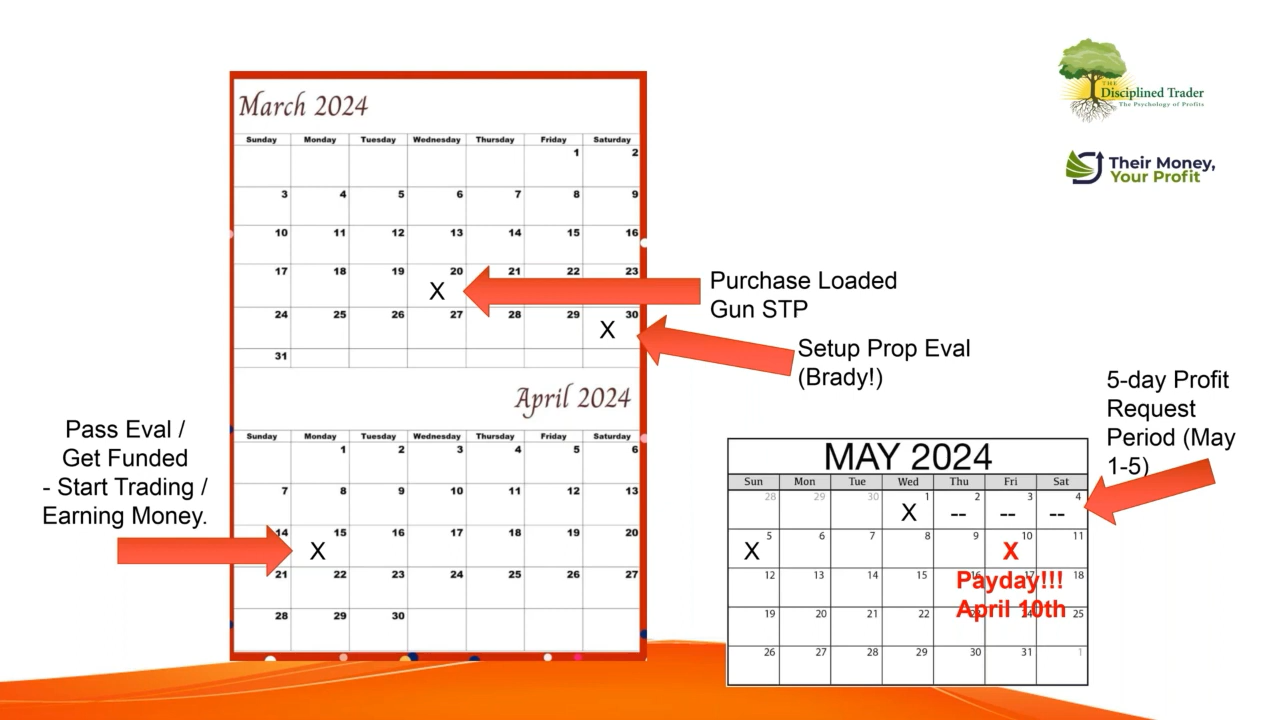 THE
Disciplined Trader
The Psychology of Profits
Their Money,
Your Profit
March 2024
Sunday Monday Tuesday Wednesday Thursday Friday Saturday
1 2
3 4 5 6 7 8 9
10 11 12 13 14 15 16
17 18 19 20 21 22 23
X
24 25 26 27 28 29 30
X
31
Purchase Loaded
Gun STP
Setup Prop Eval
(Brady!)
April 2024
Sunday Monday Tuesday Wednesday Thursday Friday Saturday
1 2 3 4 5 6
7 8 9 10 11 12 13
14 15 16 17 18 19 20
X
21 22 23 24 25 26 27
28 29 30
Pass Eval /
Get Funded
- Start Trading /
Earning Money.
5-day Profit
Request
Period (May
1-5)
MAY 2024
Sun Mon Tue Wed Thu Fri Sat
28 29 30 1 2 3 4
X -- -- --
5 6 7 8 9 10 11
X X
12 13 14 15 16 17 18
Payday!!!
April 10th
19 20 21 22 23 24 25
26 27 28 29 30 31 1